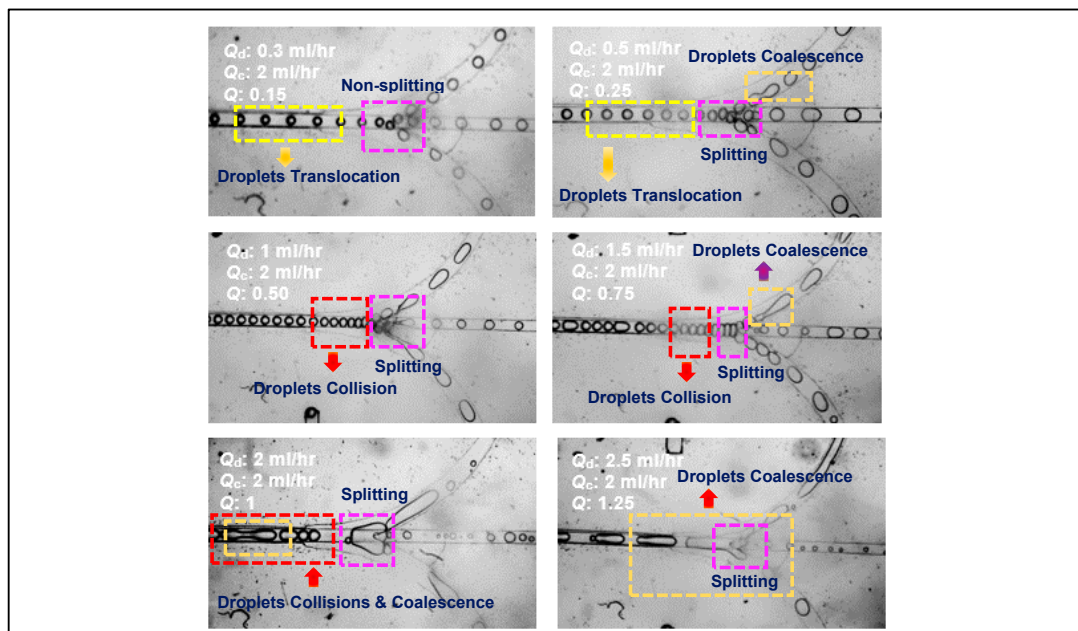 Qd: 0.3 ml/hr
Qc: 2 ml/hr
Q: 0.15
Non-splitting
Droplets Translocation
Qd: 0.5 ml/hr
Qc: 2 ml/hr
Q: 0.25
Droplets Coalescence
Splitting
Droplets Translocation
Qd: 1 ml/hr
Qc: 2 ml/hr
Q: 0.50
Splitting
Droplets Collision
Droplets Coalescence
Qd: 1.5 ml/hr
Qc: 2 ml/hr
Q: 0.75
Splitting
Droplets Collision
Qd: 2 ml/hr
Qc: 2 ml/hr
Q: 1
Splitting
Droplets Collisions & Coalescence
Qd: 2.5 ml/hr
Qc: 2 ml/hr
Q: 1.25
Droplets Coalescence
Splitting